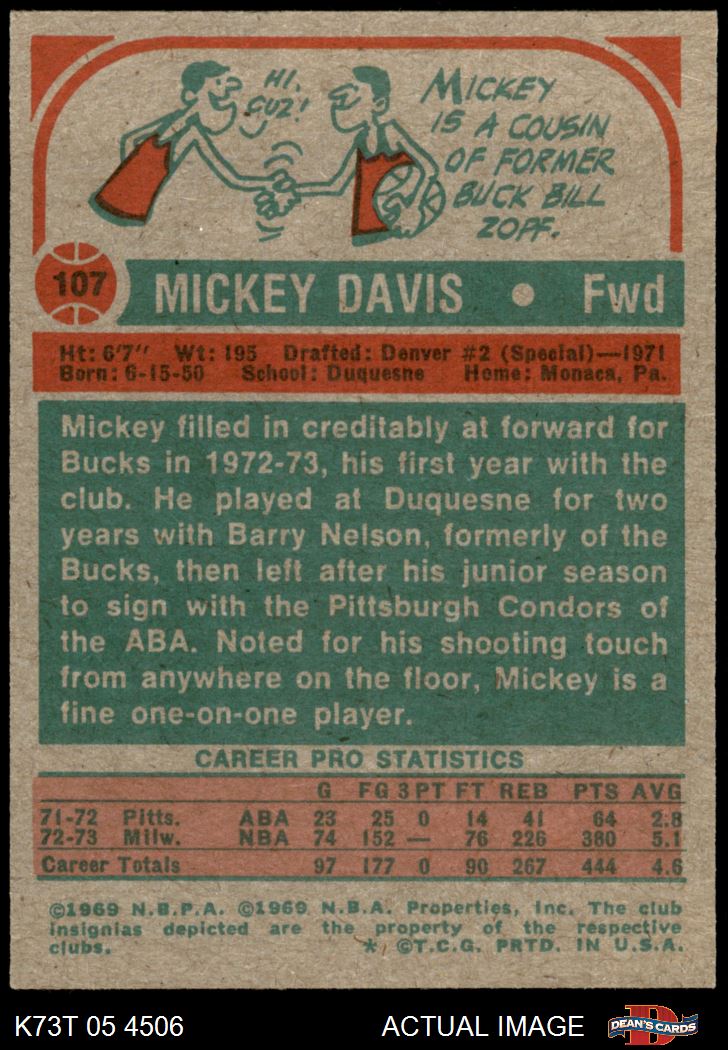 HI,
CUZ!
MICKEY
IS A COUSIN
OF FORMER
BUCK BILL
ZOPF.
107 MICKEY DAVIS • Fwd
Ht: 6'7" Wt: 195 Drafted: Denver #2 (Special)—1971
Born: 6-15-50 School: Duquesne Home: Monaca, Pa.
Mickey filled in creditably at forward for
Bucks in 1972-73, his first year with the
club. He played at Duquesne for two
years with Barry Nelson, formerly of the
Bucks, then left after his junior season
to sign with the Pittsburgh Condors of
the ABA. Noted for his shooting touch
from anywhere on the floor, Mickey is a
fine one-on-one player.
CAREER PRO STATISTICS
G FG 3PT FT REB PTS AVG
71-72 Pitts. ABA 23 25 0 14 41 64 2.8
72-73 Milw. NBA 74 152 — 76 226 380 5.1
Career Totals 97 177 0 90 267 444 4.6
©1969 N.B.P.A. ©1969 N.B.A. Properties, Inc. The club
insignias depicted are the property of the respective
clubs. * ©T.C.G. PRTD. IN U.S.A.
K73T 05 4506 ACTUAL IMAGE DEAN'S CARDS